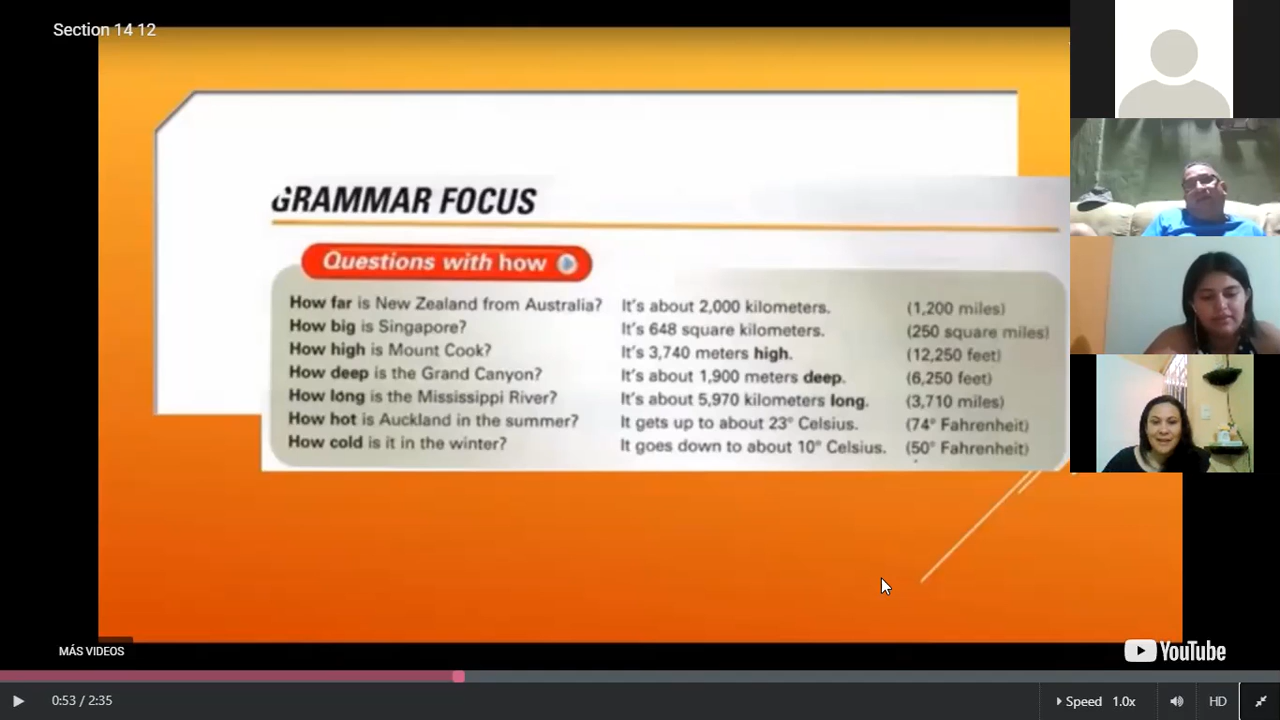 Section 14 12
GRAMMAR FOCUS
Questions with how
How far is New Zealand from Australia? It's about 2,000 kilometers. (1,200 miles)
How big is Singapore? It's 648 square kilometers. (250 square miles)
How high is Mount Cook? It's 3,740 meters high. (12,250 feet)
How deep is the Grand Canyon? It's about 1,900 meters deep. (6,250 feet)
How long is the Mississippi River? It's about 5,970 kilometers long. (3,710 miles)
How hot is Auckland in the summer? It gets up to about 23° Celsius. (74° Fahrenheit)
How cold is it in the winter? It goes down to about 10° Celsius. (50° Fahrenheit)
MÁS VIDEOS
YouTube
0:53 / 2:35 Speed 1.0x HD